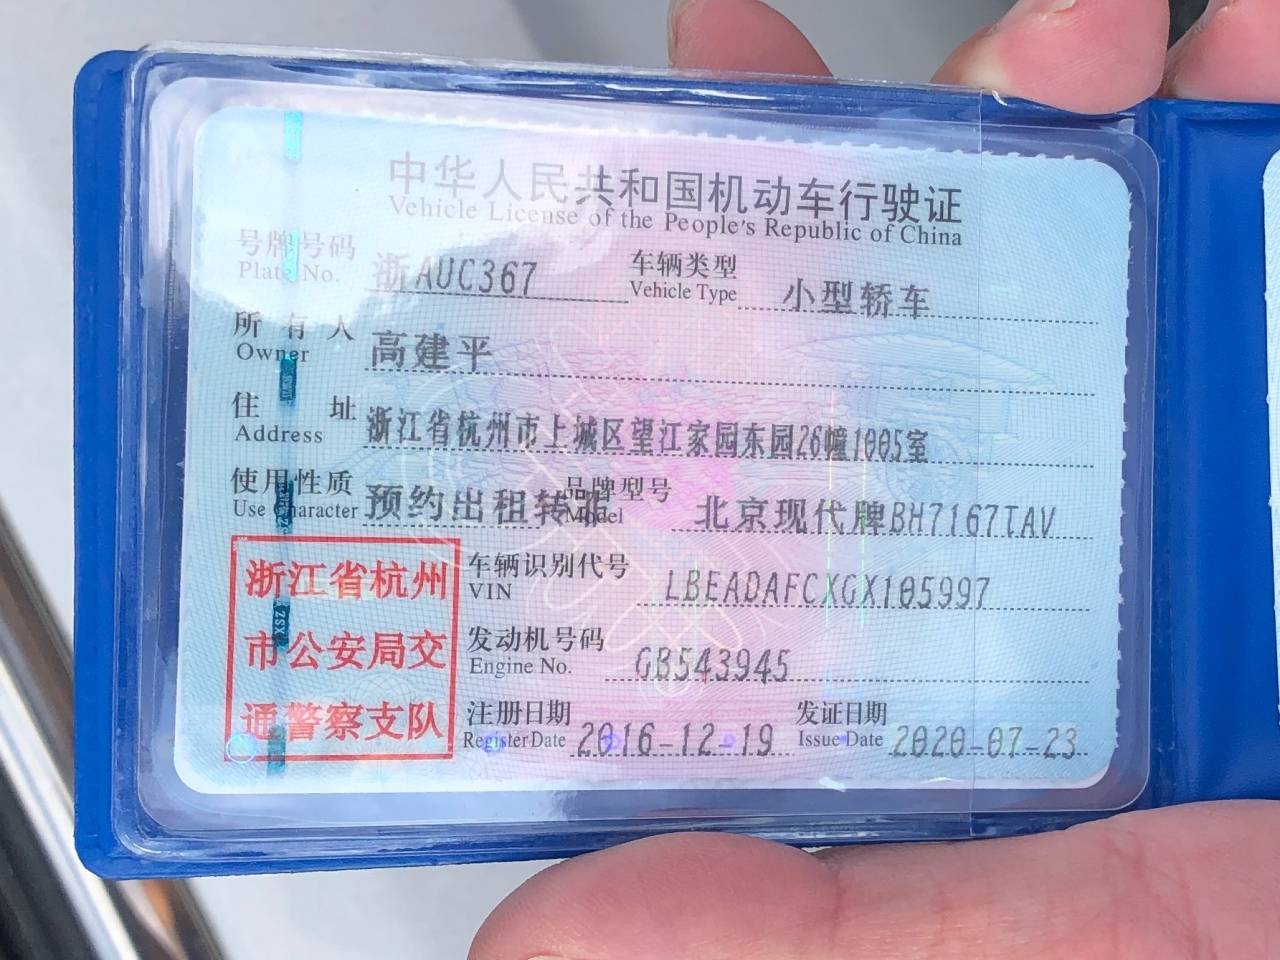 中华人民共和国机动车行驶证
Vehicle License of the People's Republic of China
号牌号码 浙AUC367 车辆类型 小型轿车
Plate No. Vehicle Type
所有人 高建平
Owner
住址 浙江省杭州市上城区望江家园东园26幢1005室
Address
使用性质 预约出租转非 品牌型号 北京现代牌BH7167TAV
Use Character Model
浙江省杭州
市公安局交
通警察支队
车辆识别代号 LBEADAFCXGX105997
VIN
发动机号码 GB543945
Engine No.
注册日期 2016-12-19 发证日期 2020-07-23
Register Date Issue Date